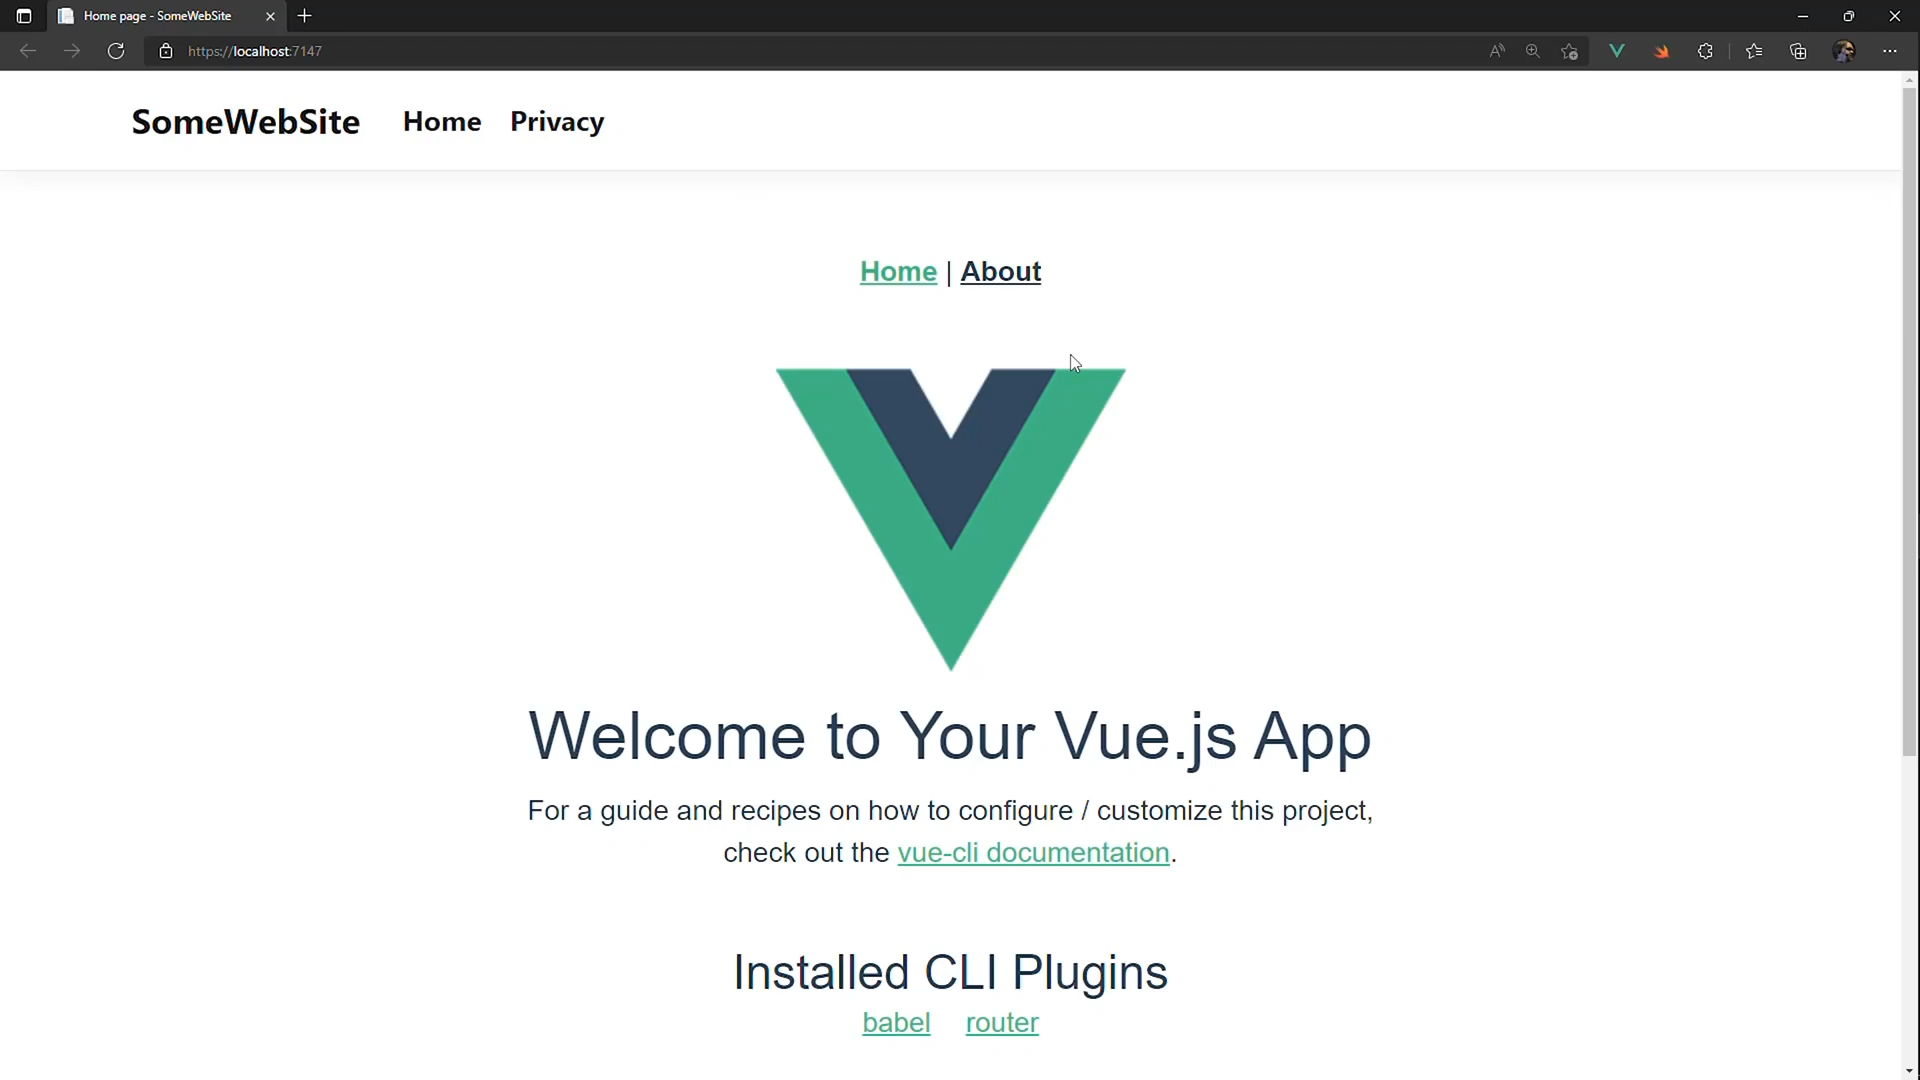 Home page - SomeWebSite
https://localhost:7147
SomeWebSite Home Privacy
Home | About
Welcome to Your Vue.js App
For a guide and recipes on how to configure / customize this project,
check out the vue-cli documentation.
Installed CLI Plugins
babel router